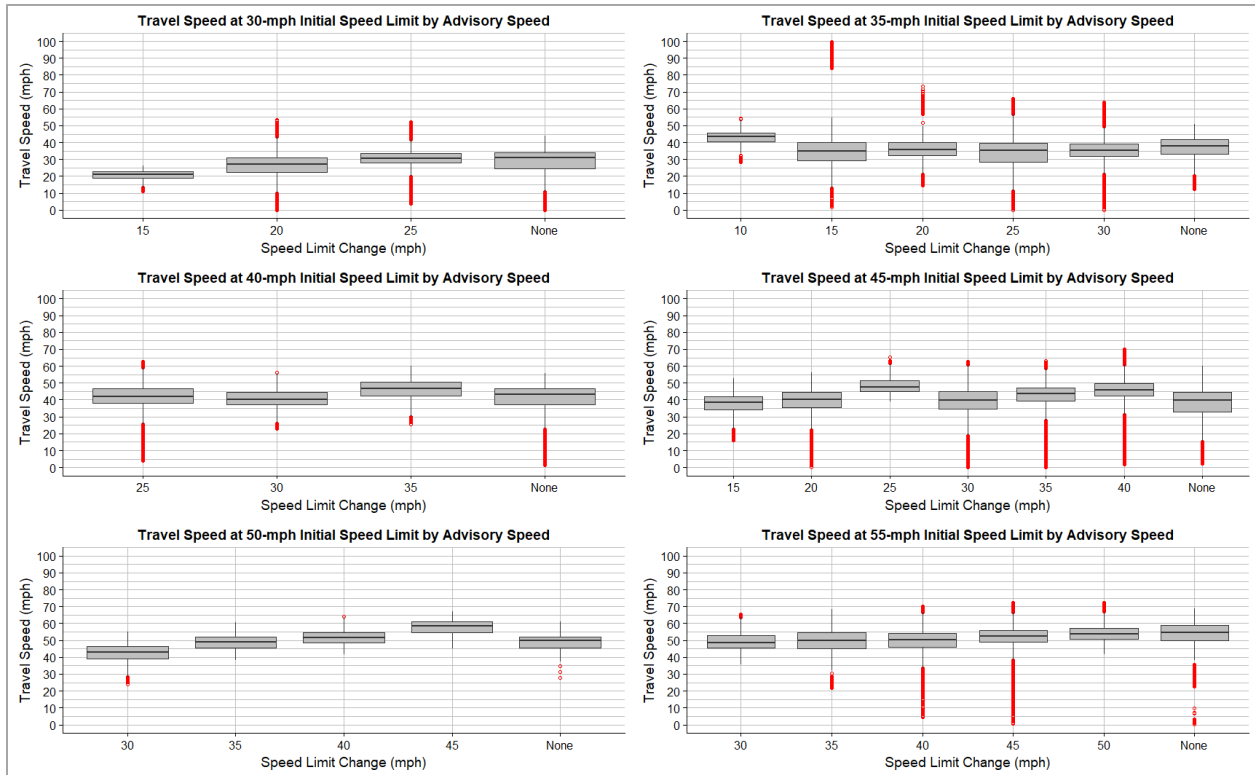 Travel Speed at 30-mph Initial Speed Limit by Advisory Speed
Travel Speed (mph)
100
90
80
70
60
50
40
30
20
10
0
15 20 25 None
Speed Limit Change (mph)
Travel Speed at 35-mph Initial Speed Limit by Advisory Speed
Travel Speed (mph)
100
90
80
70
60
50
40
30
20
10
0
10 15 20 25 30 None
Speed Limit Change (mph)
Travel Speed at 40-mph Initial Speed Limit by Advisory Speed
Travel Speed (mph)
100
90
80
70
60
50
40
30
20
10
0
25 30 35 None
Speed Limit Change (mph)
Travel Speed at 45-mph Initial Speed Limit by Advisory Speed
Travel Speed (mph)
100
90
80
70
60
50
40
30
20
10
0
15 20 25 30 35 40 None
Speed Limit Change (mph)
Travel Speed at 50-mph Initial Speed Limit by Advisory Speed
Travel Speed (mph)
100
90
80
70
60
50
40
30
20
10
0
30 35 40 45 None
Speed Limit Change (mph)
Travel Speed at 55-mph Initial Speed Limit by Advisory Speed
Travel Speed (mph)
100
90
80
70
60
50
40
30
20
10
0
30 35 40 45 50 None
Speed Limit Change (mph)